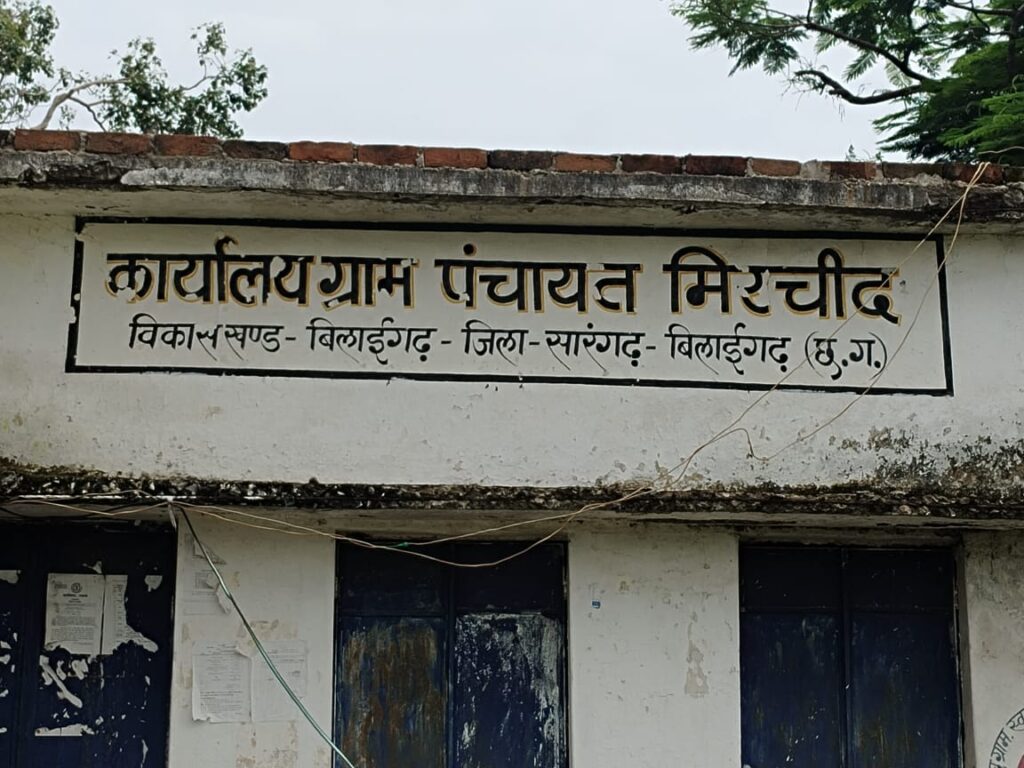 कार्यालय ग्राम पंचायत मिरचीद
विकासखण्ड - बिलाईगढ़ - जिला - सारंगढ़ - बिलाईगढ़ (छ.ग.)